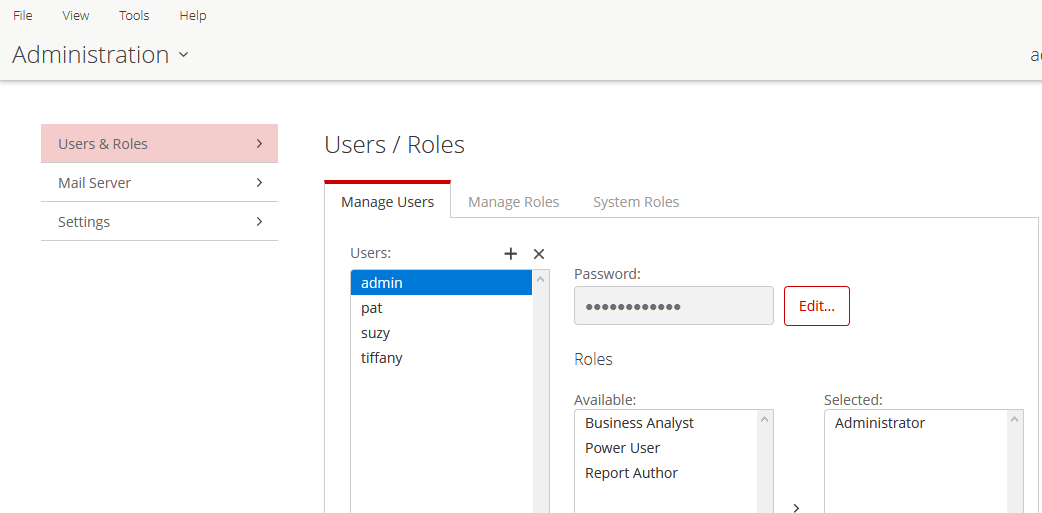 File View Tools Help
Administration
Users & Roles
Mail Server
Settings
Users / Roles
Manage Users Manage Roles System Roles
Users:
admin
pat
suzy
tiffany
Password:
Edit...
Roles
Available:
Business Analyst
Power User
Report Author
Selected:
Administrator